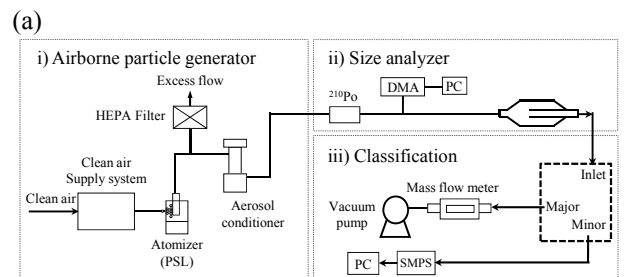 (a)
i) Airborne particle generator
Excess flow
HEPA Filter
Clean air
Supply system
Clean air
Atomizer
(PSL)
Aerosol
conditioner
ii) Size analyzer
210Po
DMA
PC
iii) Classification
Inlet
Mass flow meter
Major
Vacuum
pump
Minor
PC
SMPS